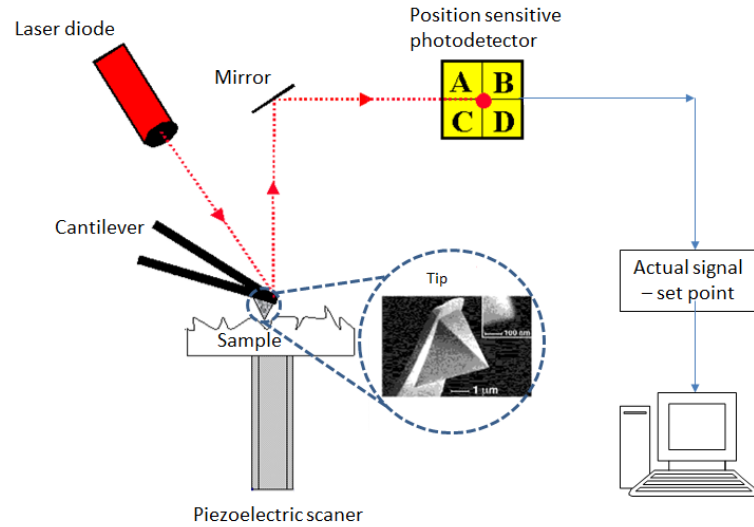 Laser diode
Position sensitive
photodetector
Mirror
A B
C D
Cantilever
Actual signal
– set point
Tip
100 nm
1 µm
Sample
Piezoelectric scaner